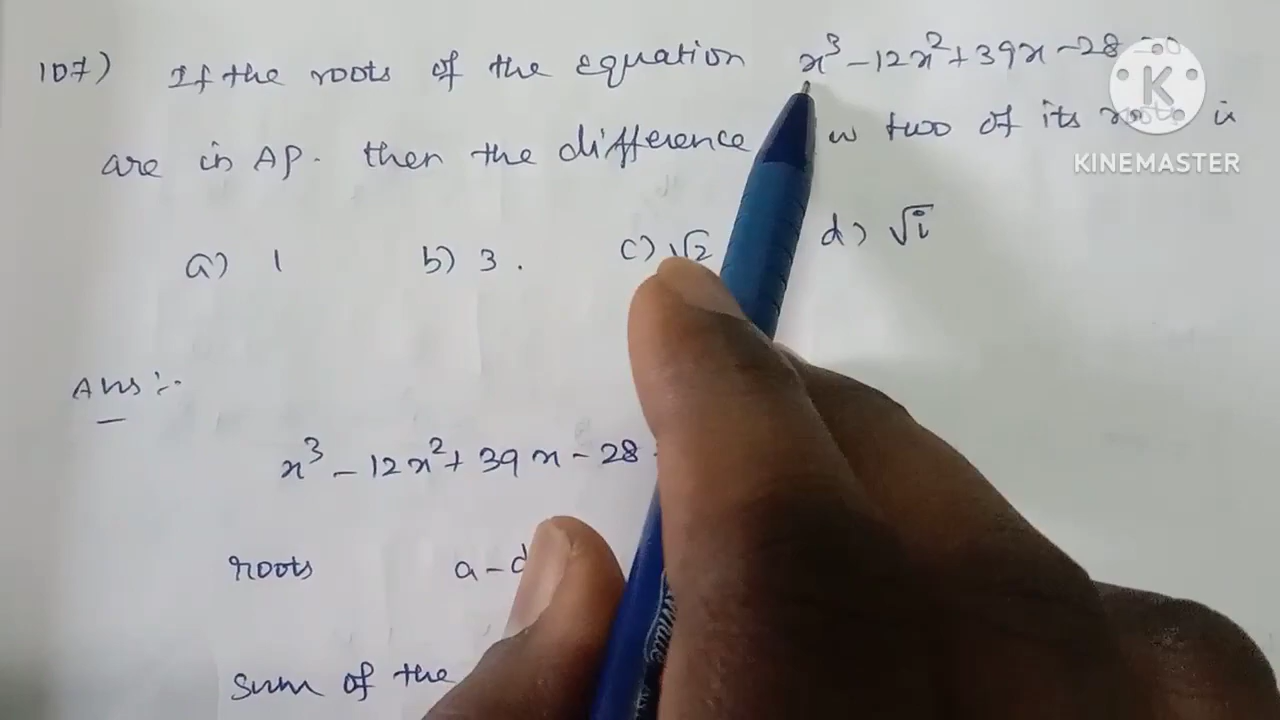 107) If the roots of the equation x³ - 12x² + 39x - 28
K
are in AP. then the difference w two of its roots is
KINEMASTER
a) 1 b) 3. c) √2 d) √i
Ans :-
x³ - 12x² + 39x - 28
roots a - d
sum of the